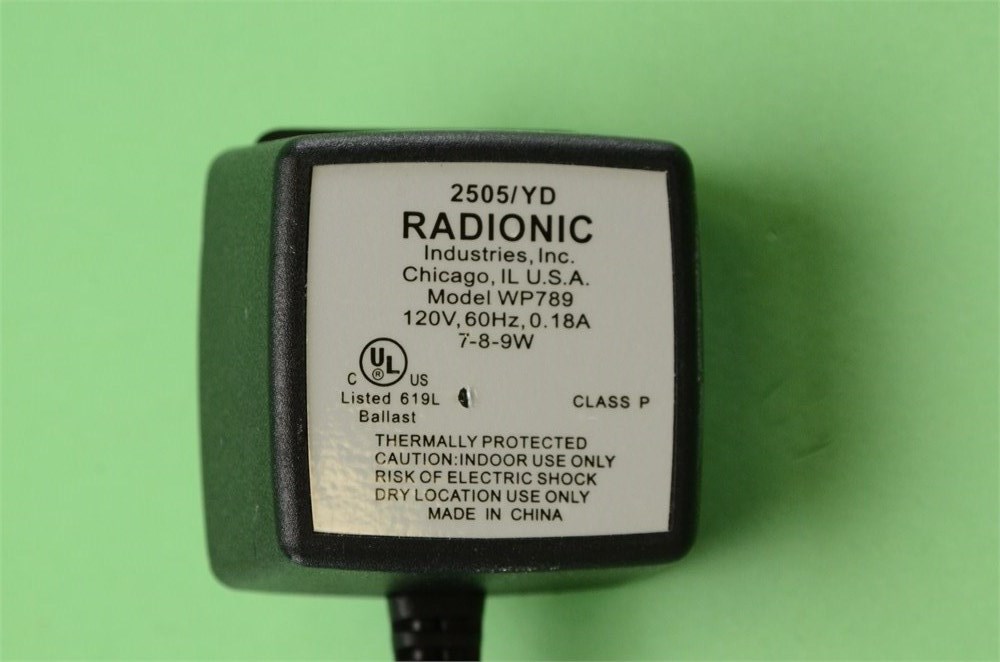 2505/YD
RADIONIC
Industries, Inc.
Chicago, IL U.S.A.
Model WP789
120V, 60Hz, 0.18A
7-8-9W
UL
®
C US
Listed 619L
Ballast
CLASS P
THERMALLY PROTECTED
CAUTION:INDOOR USE ONLY
RISK OF ELECTRIC SHOCK
DRY LOCATION USE ONLY
MADE IN CHINA